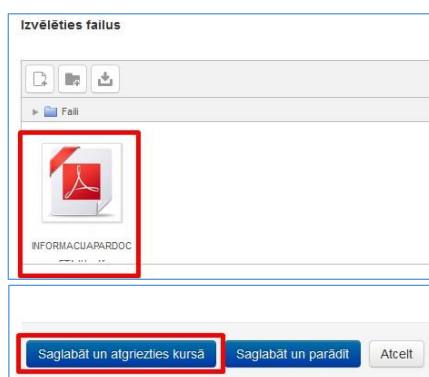 Izvēlēties failus
Faili
INFORMACIJAPARDOC
Saglabāt un atgriezties kursā Saglabāt un parādīt Atcelt